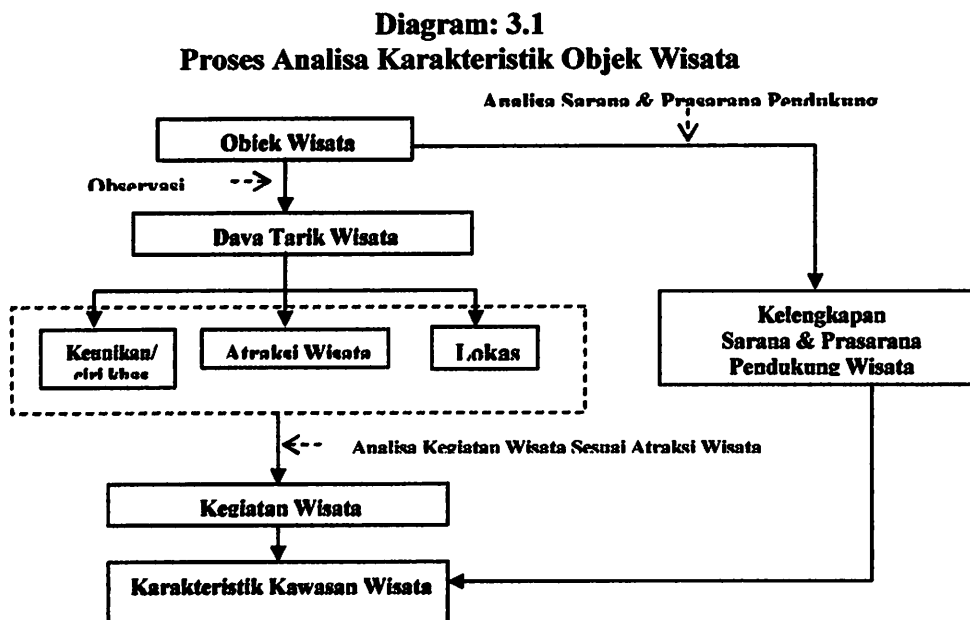 Diagram: 3.1
Proses Analisa Karakteristik Objek Wisata
Analisa Sarana & Prasarana Pendukung
Objek Wisata
Observasi
Daya Tarik Wisata
Keunikan/
ciri khas
Atraksi Wisata
Lokas
Kelengkapan
Sarana & Prasarana
Pendukung Wisata
Analisa Kegiatan Wisata Sesuai Atraksi Wisata
Kegiatan Wisata
Karakteristik Kawasan Wisata